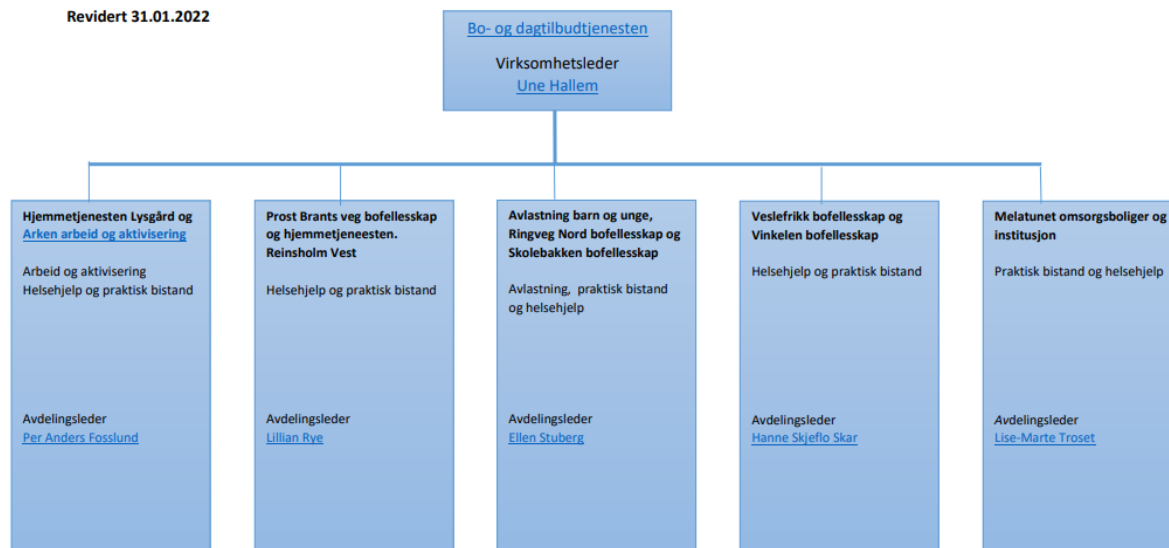 Revidert 31.01.2022
Bo- og dagtilbudtjenesten
Virksomhetsleder
Une Hallem
Hjemmetjenesten Lysgård og
Arken arbeid og aktivisering
Arbeid og aktivisering
Helsehjelp og praktisk bistand
Avdelingsleder
Per Anders Fosslund
Prost Brants veg bofellesskap
og hjemmetjeneesten.
Reinsholm Vest
Helsehjelp og praktisk bistand
Avdelingsleder
Lillian Rye
Avlastning barn og unge,
Ringveg Nord bofellesskap og
Skolebakken bofellesskap
Avlastning, praktisk bistand
og helsehjelp
Avdelingsleder
Ellen Stuberg
Veslefrikk bofellesskap og
Vinkelen bofellesskap
Helsehjelp og praktisk bistand
Avdelingsleder
Hanne Skjeflo Skar
Melatunet omsorgsboliger og
institusjon
Praktisk bistand og helsehjelp
Avdelingsleder
Lise-Marte Troset